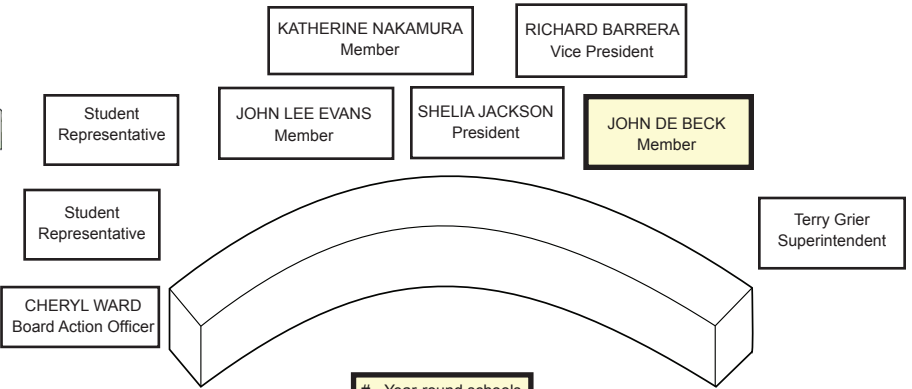 KATHERINE NAKAMURA
Member
RICHARD BARRERA
Vice President
Student
Representative
JOHN LEE EVANS
Member
SHELIA JACKSON
President
JOHN DE BECK
Member
Student
Representative
Terry Grier
Superintendent
CHERYL WARD
Board Action Officer
# - Year-round schools